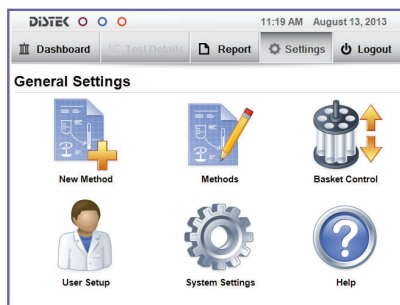 DISTEK 11:19 AM August 13, 2013
Dashboard Test Details Report Settings Logout
General Settings
New Method Methods Basket Control
User Setup System Settings Help